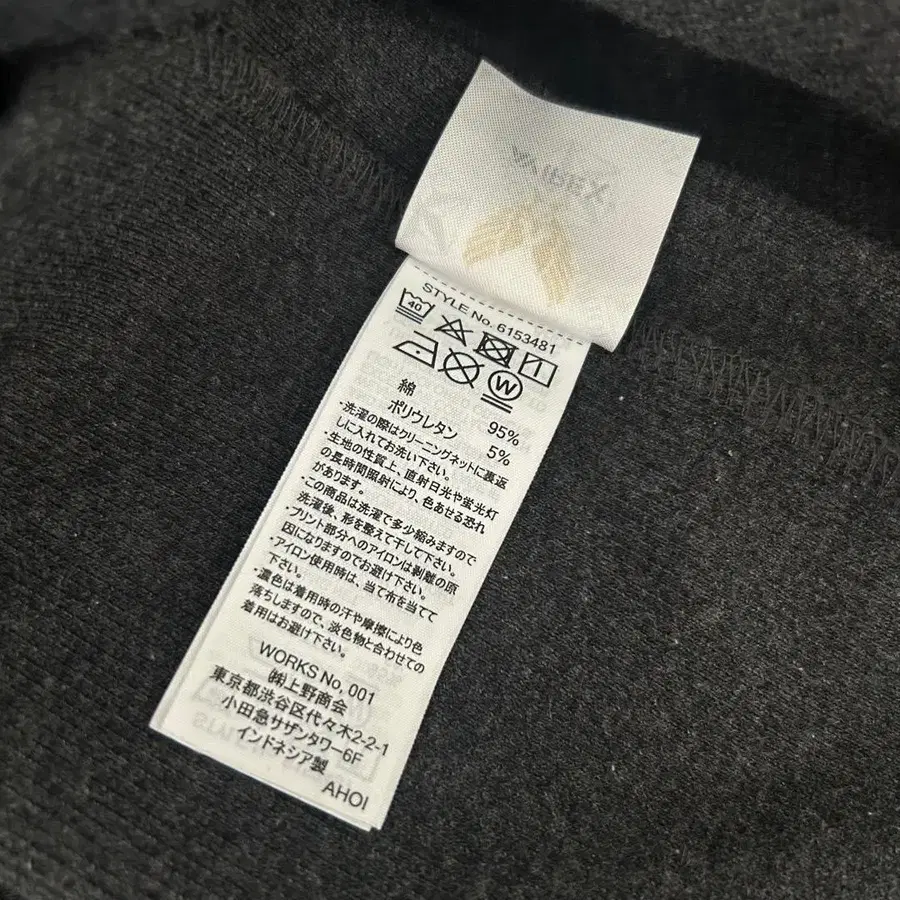 AVIREX
STYLE No. 6153481
40
W
綿 95%
ポリウレタン 5%
・洗濯の際はクリーニングネットに裏返
しに入れてお洗い下さい。
・生地の性質上、直射日光や蛍光灯
の長時間照射により、色あせる恐れ
があります。
・この商品は洗濯で多少縮みますので
洗濯後、形を整えて干して下さい。
・プリント部分へのアイロンは剥離の原
因になりますのでお避け下さい。
・アイロン使用時は、当て布を当てて
下さい。
・濃色は着用時の汗や摩擦により色
落ちしますので、淡色物と合わせての
着用はお避け下さい。
WORKS No, 001
㈱上野商会
東京都渋谷区代々木2-2-1
小田急サザンタワー6F
インドネシア製
AHOI